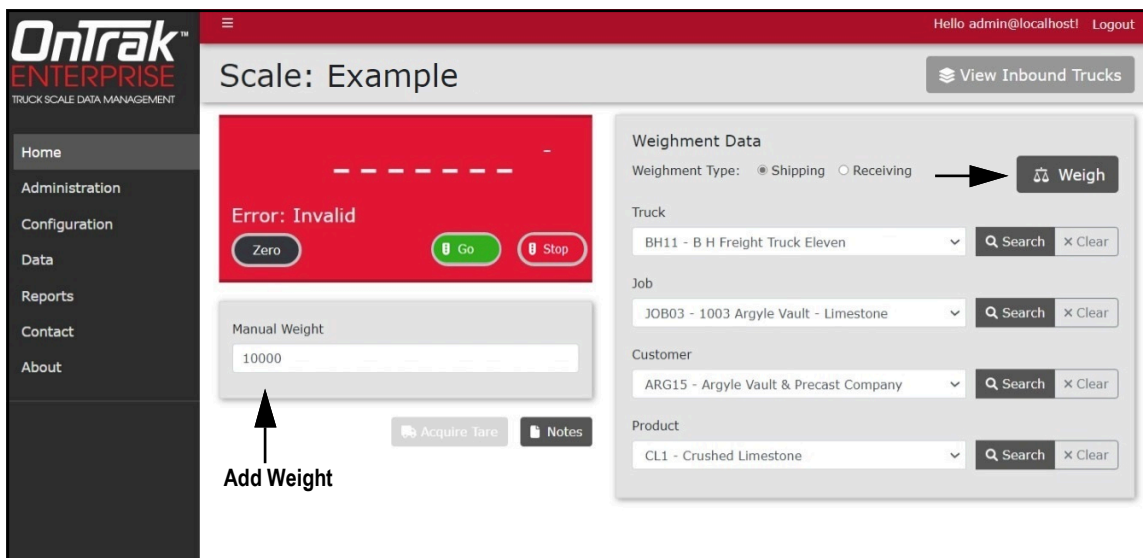 OnTrak™
ENTERPRISE
TRUCK SCALE DATA MANAGEMENT
Home
Administration
Configuration
Data
Reports
Contact
About
Hello admin@localhost! Logout
Scale: Example
View Inbound Trucks
Error: Invalid
Zero
Go
Stop
Manual Weight
10000
Acquire Tare
Notes
Add Weight
Weighment Data
Weighment Type: Shipping Receiving
Weigh
Truck
BH11 - B H Freight Truck Eleven
Search
× Clear
Job
JOB03 - 1003 Argyle Vault - Limestone
Search
× Clear
Customer
ARG15 - Argyle Vault & Precast Company
Search
× Clear
Product
CL1 - Crushed Limestone
Search
× Clear